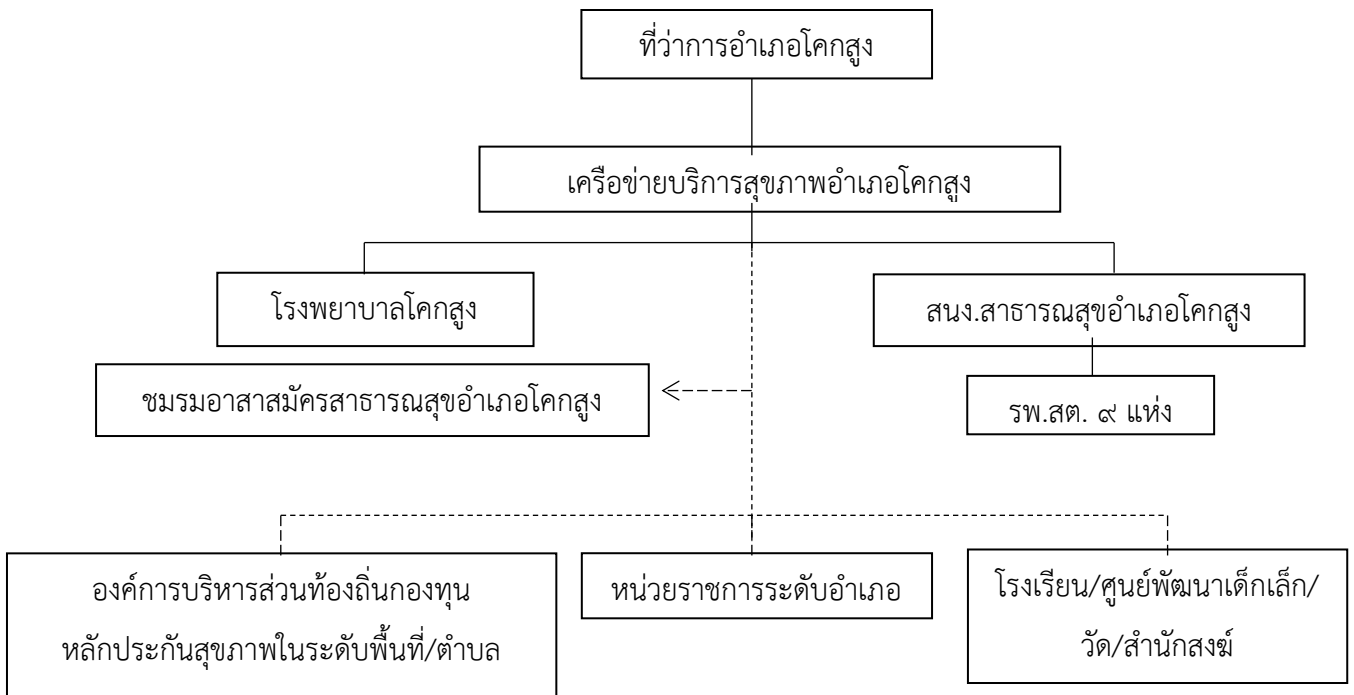 ที่ว่าการอำเภอโคกสูง
เครือข่ายบริการสุขภาพอำเภอโคกสูง
โรงพยาบาลโคกสูง
สนง.สาธารณสุขอำเภอโคกสูง
ชมรมอาสาสมัครสาธารณสุขอำเภอโคกสูง
รพ.สต. ๙ แห่ง
องค์การบริหารส่วนท้องถิ่นกองทุน
หลักประกันสุขภาพในระดับพื้นที่/ตำบล
หน่วยราชการระดับอำเภอ
โรงเรียน/ศูนย์พัฒนาเด็กเล็ก/
วัด/สำนักสงฆ์